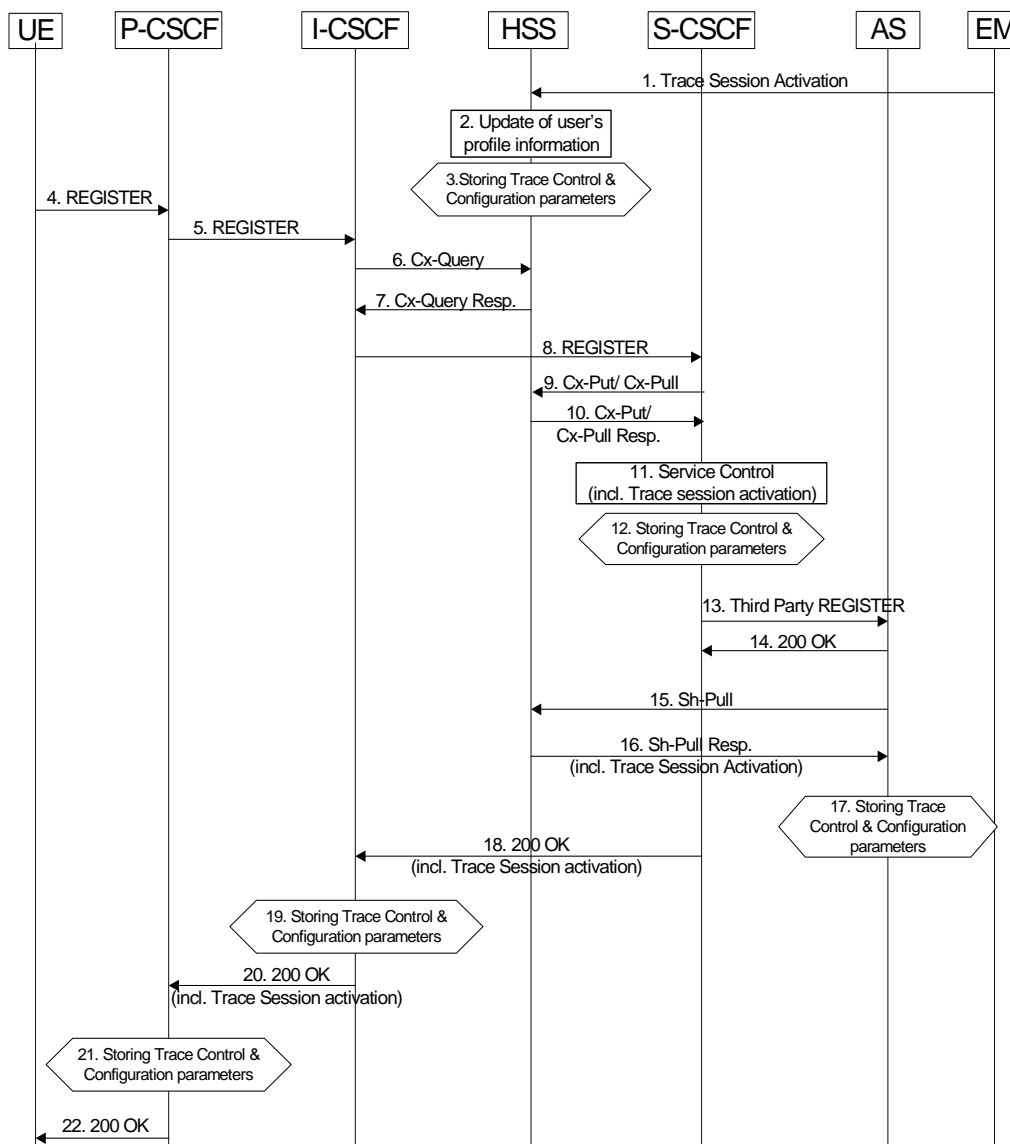 UE
P-CSCF
I-CSCF
HSS
S-CSCF
AS
EM
1. Trace Session Activation
2. Update of user's
profile information
3.Storing Trace Control &
Configuration parameters
4. REGISTER
5. REGISTER
6. Cx-Query
7. Cx-Query Resp.
8. REGISTER
9. Cx-Put/ Cx-Pull
10. Cx-Put/
Cx-Pull Resp.
11. Service Control
(incl. Trace session activation)
12. Storing Trace Control &
Configuration parameters
13. Third Party REGISTER
14. 200 OK
15. Sh-Pull
16. Sh-Pull Resp.
(incl. Trace Session Activation)
17. Storing Trace
Control & Configuration
parameters
18. 200 OK
(incl. Trace Session activation)
19. Storing Trace Control &
Configuration parameters
20. 200 OK
(incl. Trace Session activation)
21. Storing Trace Control &
Configuration parameters
22. 200 OK